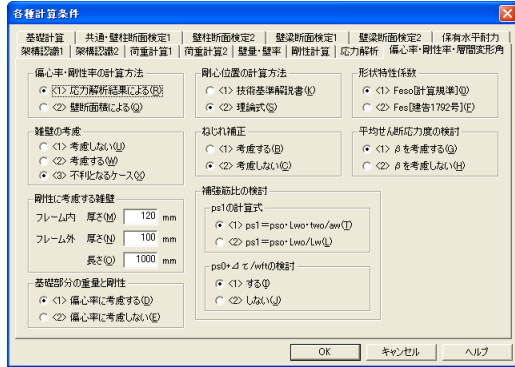 各種計算条件
基礎計算 共通・壁柱断面検定1 壁柱断面検定2 壁梁断面検定1 壁梁断面検定2 保有水平耐力
架構認識1 架構認識2 荷重計算1 荷重計算2 壁量・壁率 剛性計算 応力解析 偏心率・剛性率・層間変形角
偏心率・剛性率の計算方法
<1> 応力解析結果による(R)
<2> 壁断面積による(Q)
雑壁の考慮
<1> 考慮しない(U)
<2> 考慮する(W)
<3> 不利となるケース(X)
剛性に考慮する雑壁
フレーム内 厚さ(M) 120 mm
フレーム外 厚さ(N) 100 mm
長さ(O) 1000 mm
基礎部分の重量と剛性
<1> 偏心率に考慮する(D)
<2> 偏心率に考慮しない(E)
剛心位置の計算方法
<1> 技術基準解説書(K)
<2> 理論式(S)
ねじれ補正
<1> 考慮する(B)
<2> 考慮しない(C)
補強筋比の検討
ps1の計算式
<1> ps1=pso・Lwo・two/aw(T)
<2> ps1=pso・Lwo/Lw(L)
ps0+⊿τ/wftの検討
<1> する(I)
<2> しない(J)
形状特性係数
<1> Feso[計算規準](Z)
<2> Fes[建告1792号](F)
平均せん断応力度の検討
<1> βを考慮する(G)
<2> βを考慮しない(H)
OK キャンセル ヘルプ